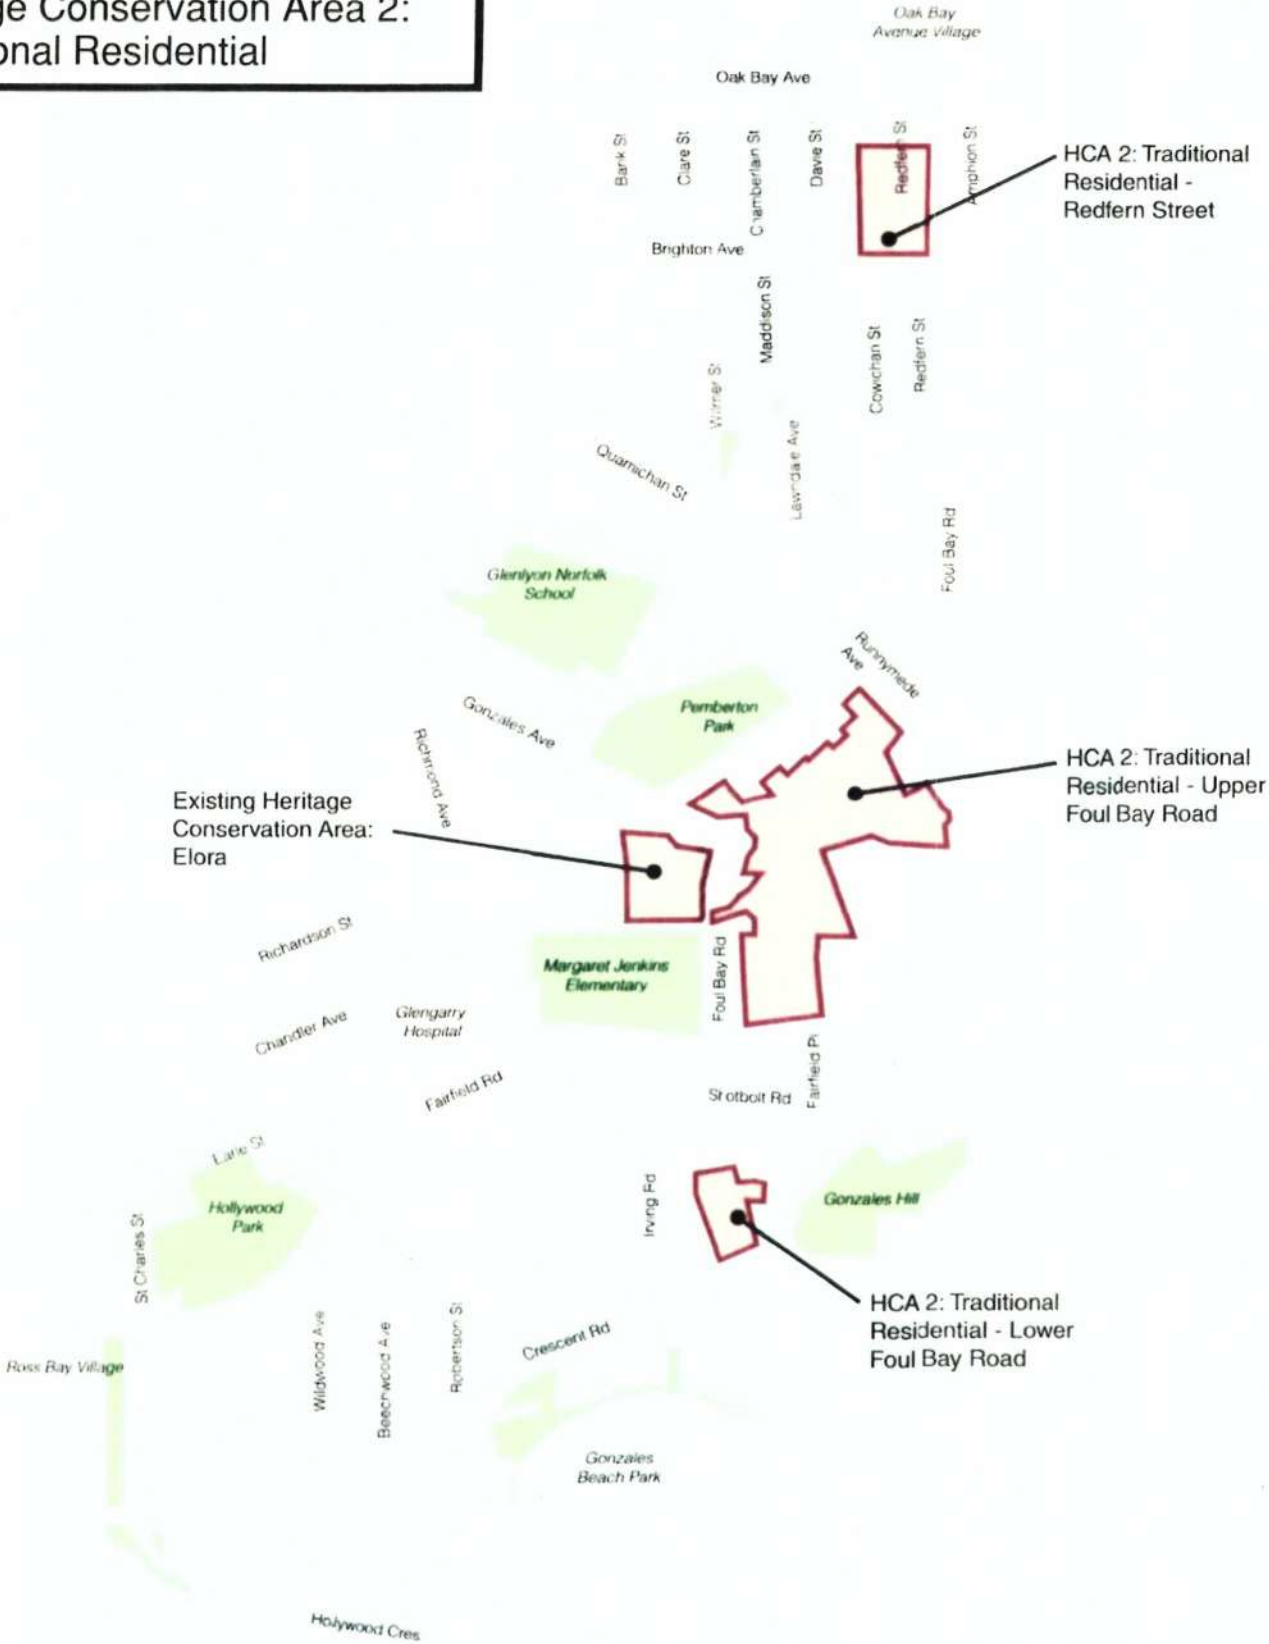 ge Conservation Area 2:
onal Residential
Oak Bay
Avenue Village
Oak Bay Ave
Bank St
Clare St
Chamberlain St
Davie St
Redfern St
Amphion St
HCA 2: Traditional
Residential -
Redfern Street
Brighton Ave
Maddison St
Cowichan St
Redfern St
Wilmer St
Lawndale Ave
Quamichan St
Foul Bay Rd
Glenlyon Norfolk
School
Runnymede
Ave
Pemberton
Park
Gonzales Ave
Richmond Ave
HCA 2: Traditional
Residential - Upper
Foul Bay Road
Existing Heritage
Conservation Area:
Elora
Richardson St
Margaret Jenkins
Elementary
Foul Bay Rd
Chandler Ave
Glengarry
Hospital
Fairfield Rd
Fairfield Pl
Stotbolt Rd
Lane St
Hollywood
Park
Irving Rd
Gonzales Hill
St Charles St
HCA 2: Traditional
Residential - Lower
Foul Bay Road
Wildwood Ave
Beechwood Ave
Robertson St
Crescent Rd
Ross Bay Village
Gonzales
Beach Park
Hollywood Cres